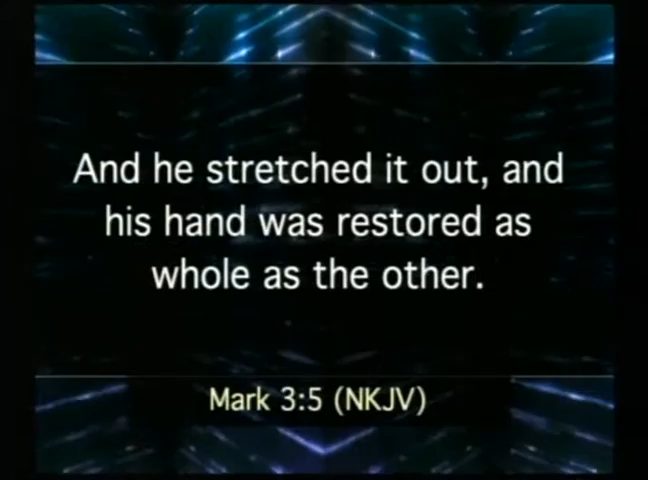 And he stretched it out, and
his hand was restored as
whole as the other.
Mark 3:5 (NKJV)